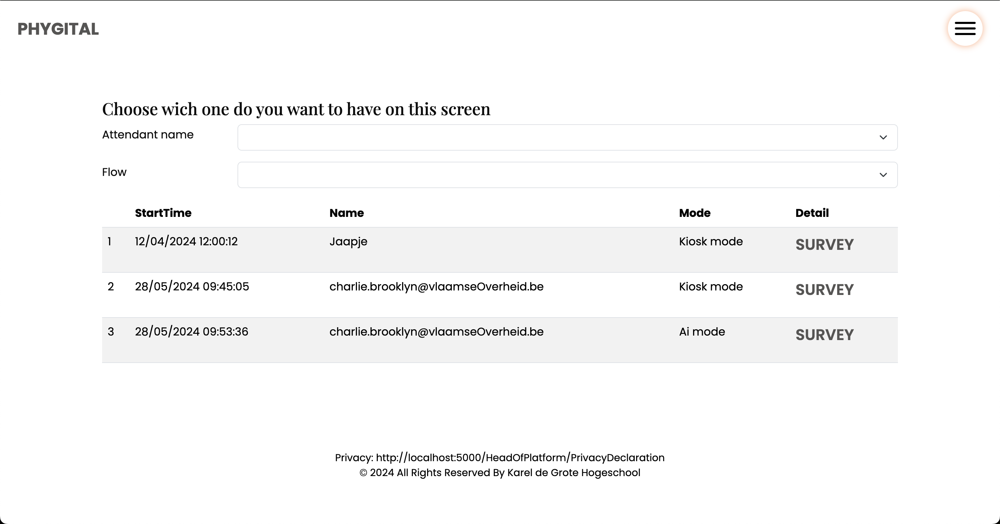 PHYGITAL
Choose wich one do you want to have on this screen
Attendant name
Flow
StartTime Name Mode Detail
1 12/04/2024 12:00:12 Jaapje Kiosk mode SURVEY
2 28/05/2024 09:45:05 charlie.brooklyn@vlaamseOverheid.be Kiosk mode SURVEY
3 28/05/2024 09:53:36 charlie.brooklyn@vlaamseOverheid.be Ai mode SURVEY
Privacy: http://localhost:5000/HeadOfPlatform/PrivacyDeclaration
© 2024 All Rights Reserved By Karel de Grote Hogeschool